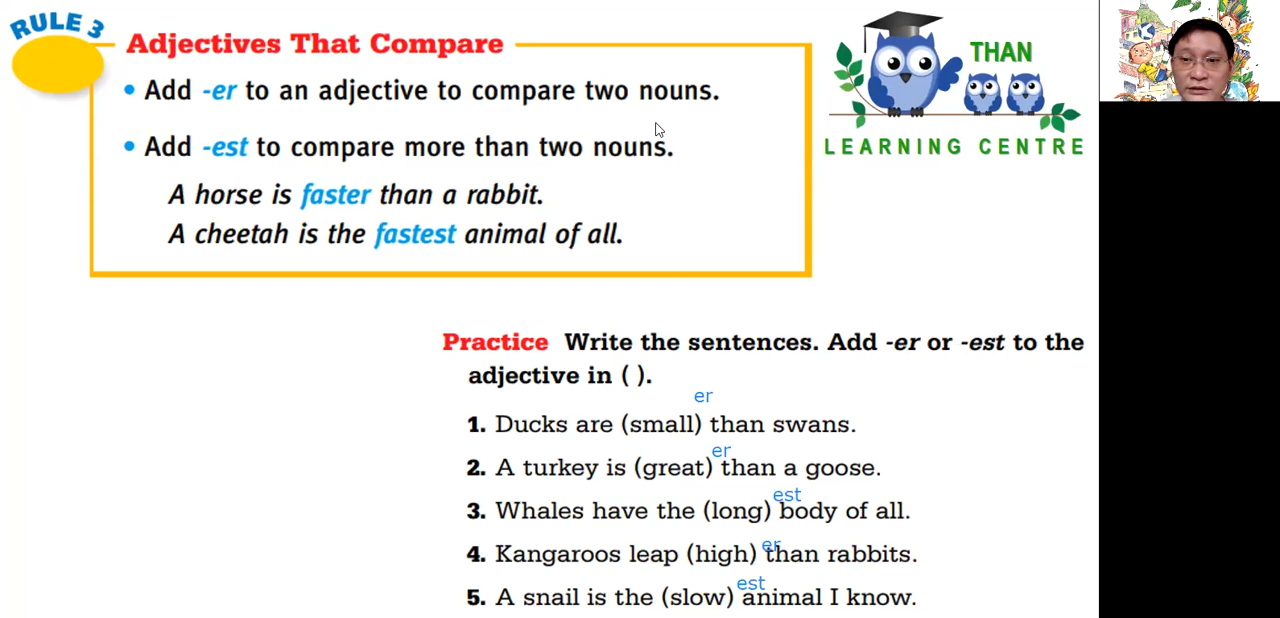 RULE 3
Adjectives That Compare
• Add -er to an adjective to compare two nouns.
• Add -est to compare more than two nouns.
A horse is faster than a rabbit.
A cheetah is the fastest animal of all.
THAN
LEARNING CENTRE
Practice Write the sentences. Add -er or -est to the
adjective in ( ).
er
1. Ducks are (small) than swans.
er
2. A turkey is (great) than a goose.
est
3. Whales have the (long) body of all.
er
4. Kangaroos leap (high) than rabbits.
est
5. A snail is the (slow) animal I know.